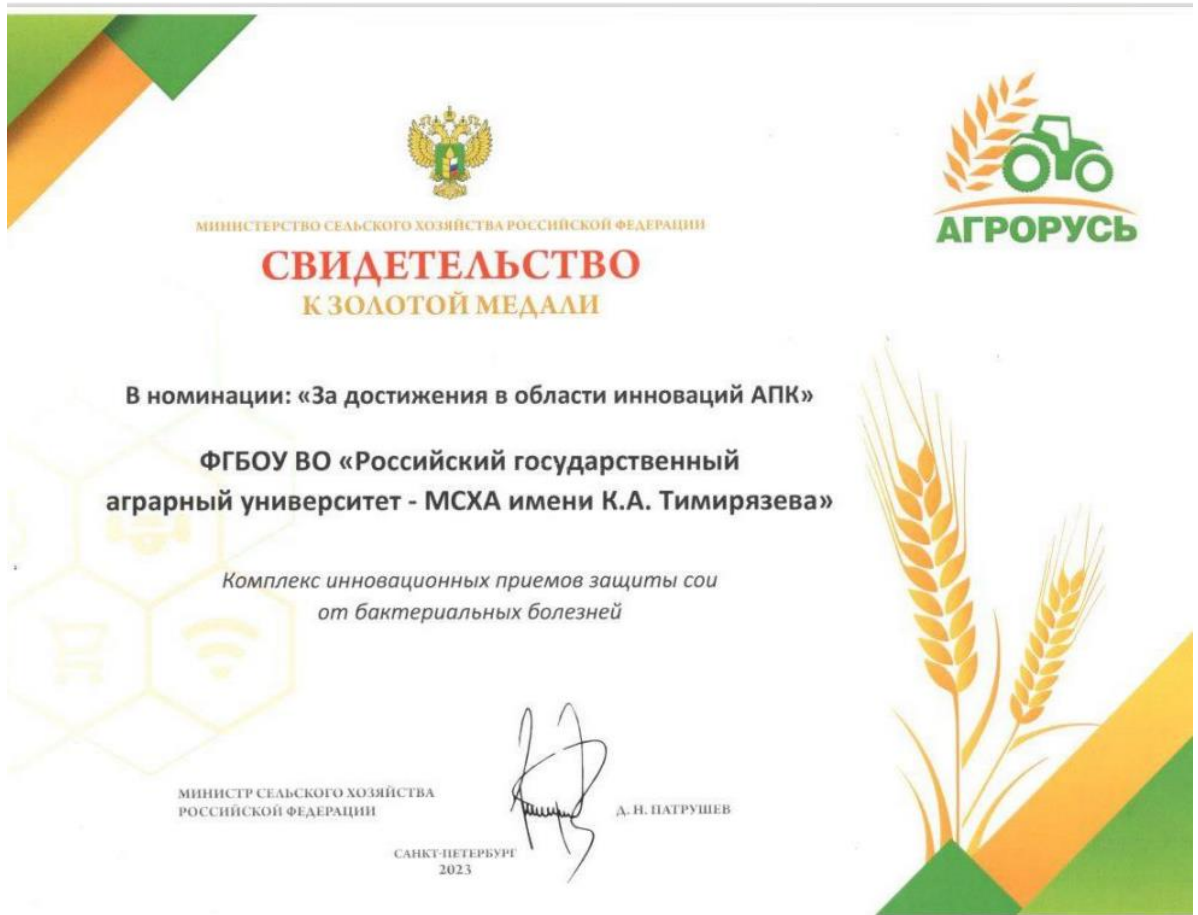 МИНИСТЕРСТВО СЕЛЬСКОГО ХОЗЯЙСТВА РОССИЙСКОЙ ФЕДЕРАЦИИ
СВИДЕТЕЛЬСТВО
К ЗОЛОТОЙ МЕДАЛИ
АГРОРУСЬ
В номинации: «За достижения в области инноваций АПК»
ФГБОУ ВО «Российский государственный
аграрный университет - МСХА имени К.А. Тимирязева»
Комплекс инновационных приемов защиты сои
от бактериальных болезней
МИНИСТР СЕЛЬСКОГО ХОЗЯЙСТВА
РОССИЙСКОЙ ФЕДЕРАЦИИ
Д. Н. ПАТРУШЕВ
САНКТ-ПЕТЕРБУРГ
2023